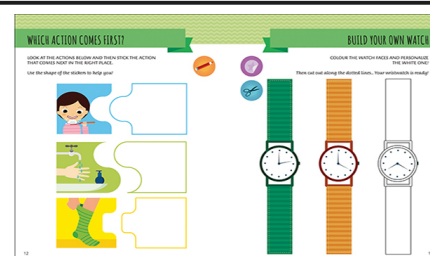 WHICH ACTION COMES FIRST?
LOOK AT THE ACTIONS BELOW AND THEN STICK THE ACTION
THAT COMES NEXT IN THE RIGHT PLACE.
Use the shape of the stickers to help you!
12
BUILD YOUR OWN WATCH
COLOUR THE WATCH FACES AND PERSONALIZE
THE WHITE ONE!
Then cut out along the dotted lines... Your wristwatch is ready!